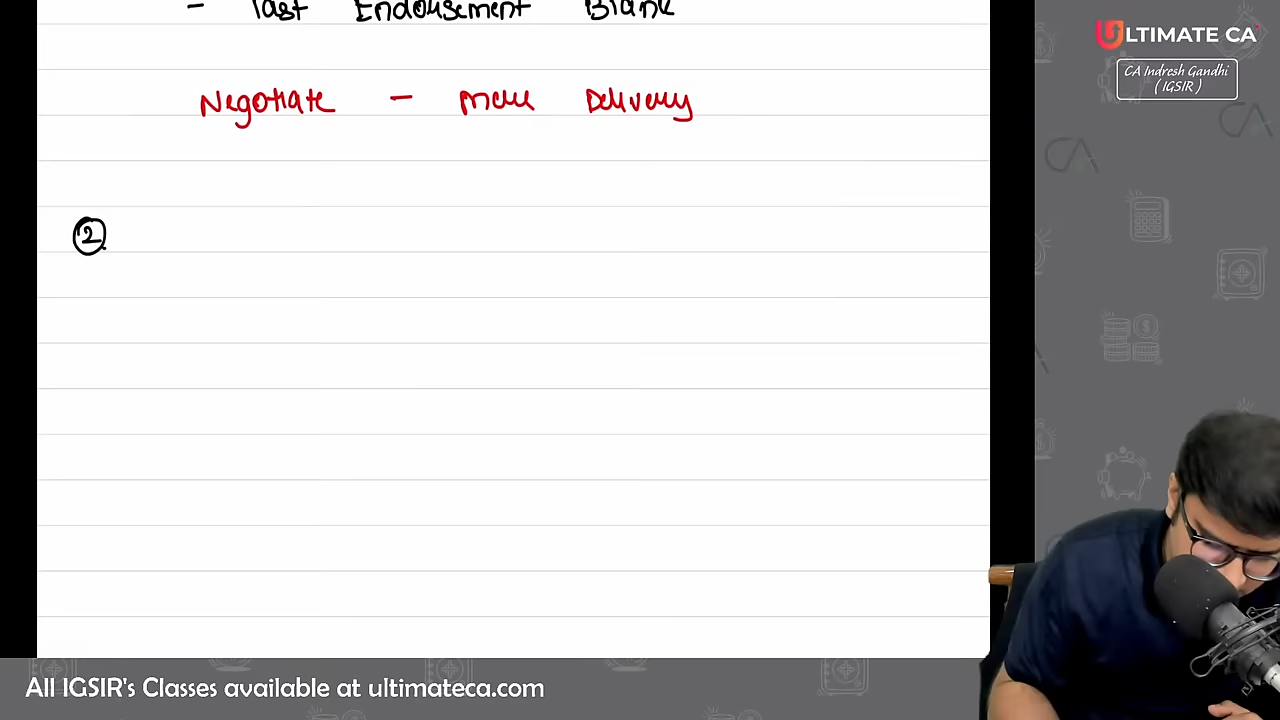 - Last Endorsement Blank
ULTIMATE CA
CA Indresh Gandhi
( IGSIR )
Negotiate - Mere Delivery
2
All IGSIR's Classes available at ultimateca.com